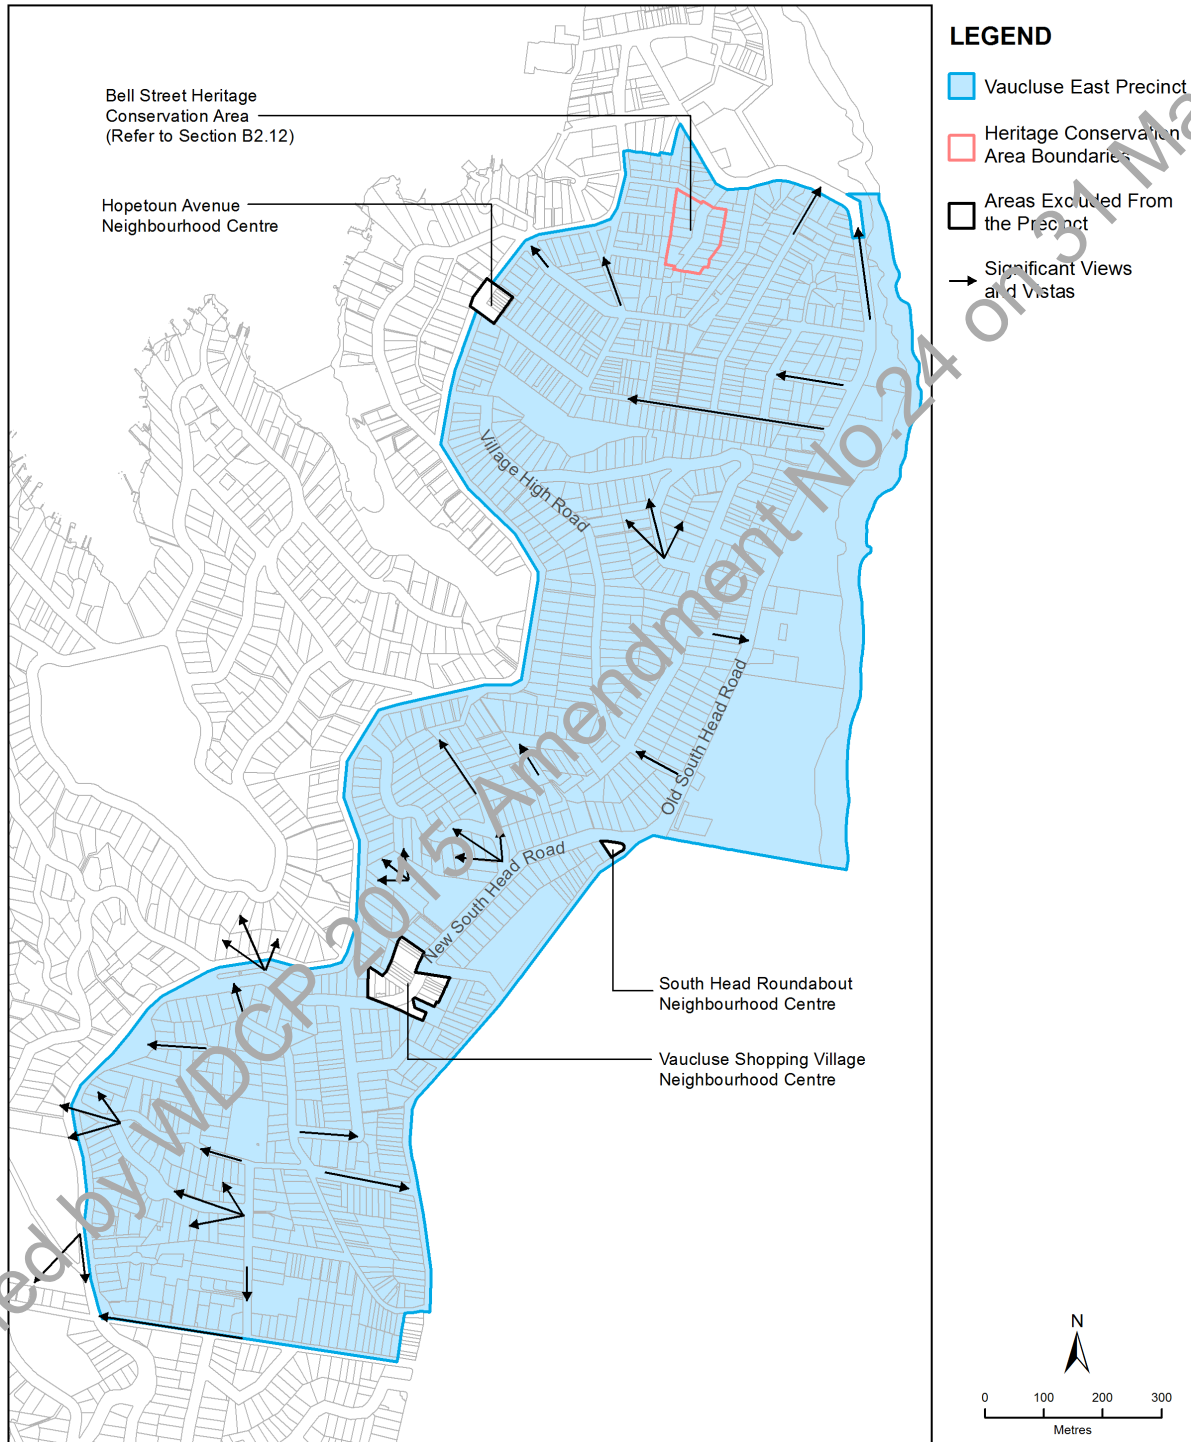 LEGEND
Vaucluse East Precinct
Heritage Conservation
Area Boundaries
Areas Excluded From
the Precinct
Significant Views
and Vistas
Bell Street Heritage
Conservation Area
(Refer to Section B2.12)
Hopetoun Avenue
Neighbourhood Centre
Village High Road
Old South Head Road
New South Head Road
South Head Roundabout
Neighbourhood Centre
Vaucluse Shopping Village
Neighbourhood Centre
by WDCP 2015 Amendment No.24 on 31
N
0 100 200 300
Metres